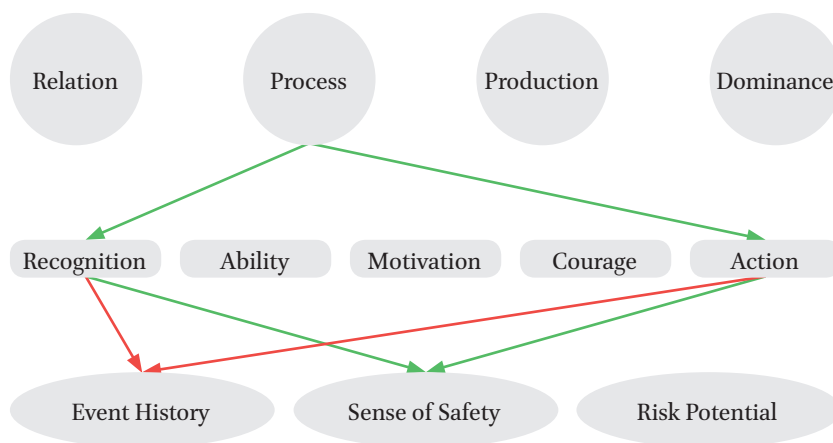 Relation
Process
Production
Dominance
Recognition
Ability
Motivation
Courage
Action
Event History
Sense of Safety
Risk Potential